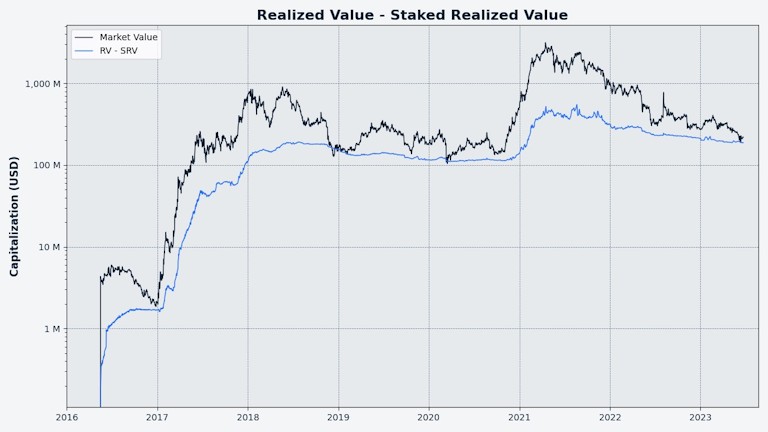 Realized Value - Staked Realized Value
Market Value
RV - SRV
Capitalization (USD)
1,000 M
100 M
10 M
1 M
2016 2017 2018 2019 2020 2021 2022 2023